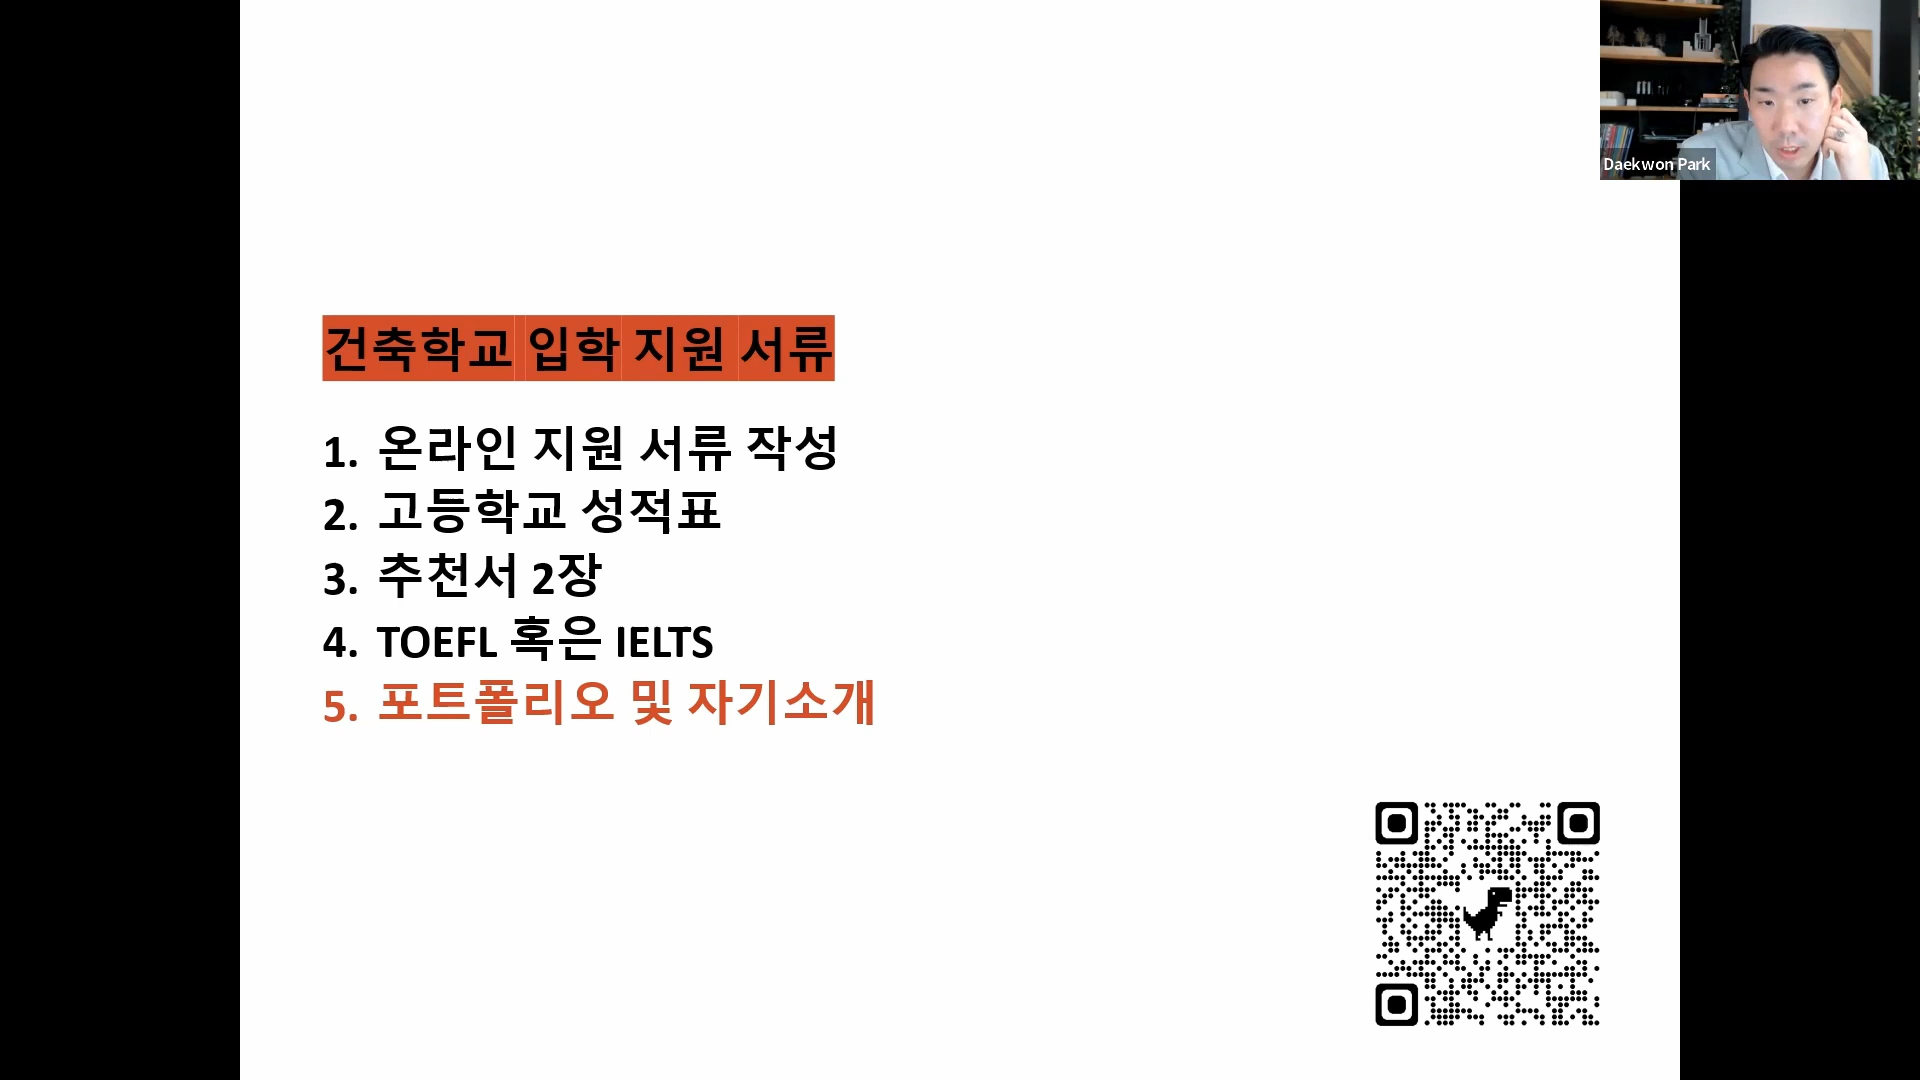 건축학교 입학 지원 서류
1. 온라인 지원 서류 작성
2. 고등학교 성적표
3. 추천서 2장
4. TOEFL 혹은 IELTS
5. 포트폴리오 및 자기소개
Daekwon Park